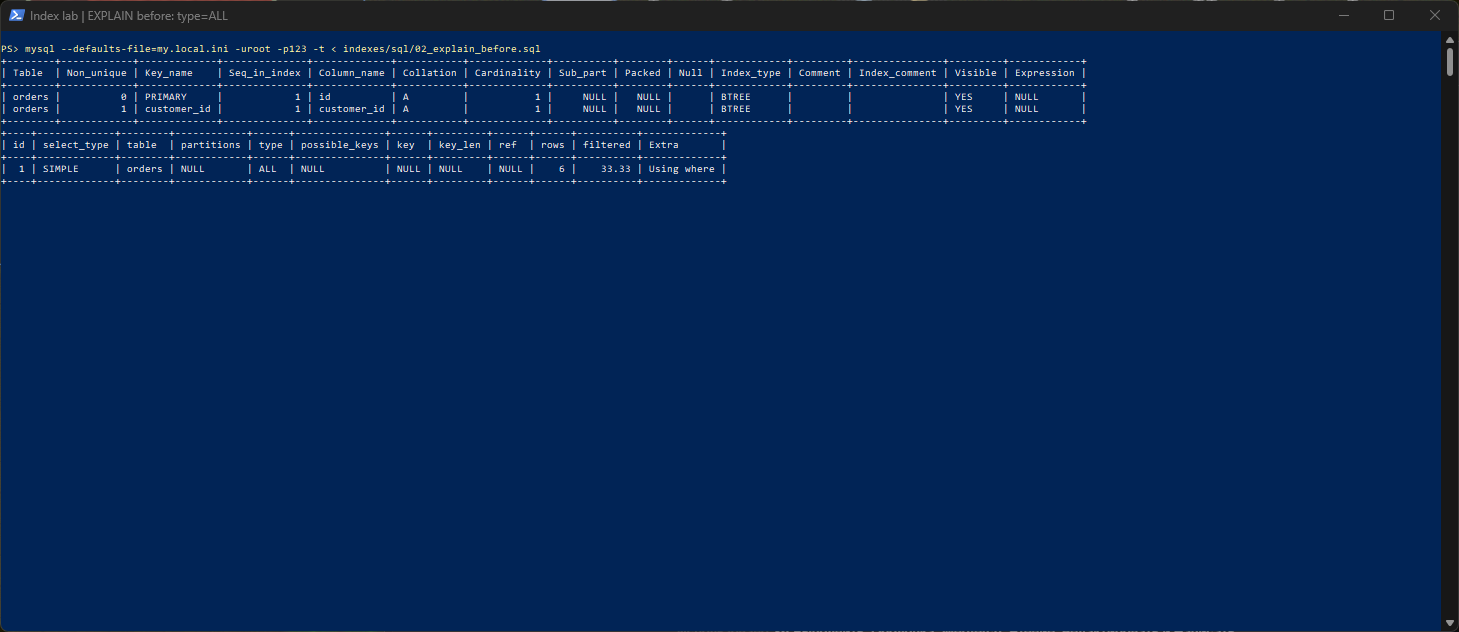 Index lab | EXPLAIN before: type=ALL
PS> mysql --defaults-file=my.local.ini -uroot -p123 -t < indexes/sql/02_explain_before.sql
+--------+------------+-------------+--------------+-------------+-----------+-------------+----------+--------+------+------------+---------+---------------+---------+------------+
| Table  | Non_unique | Key_name    | Seq_in_index | Column_name | Collation | Cardinality | Sub_part | Packed | Null | Index_type | Comment | Index_comment | Visible | Expression |
+--------+------------+-------------+--------------+-------------+-----------+-------------+----------+--------+------+------------+---------+---------------+---------+------------+
| orders |          0 | PRIMARY     |            1 | id          | A         |           1 |     NULL |   NULL |      | BTREE      |         |               | YES     | NULL       |
| orders |          1 | customer_id |            1 | customer_id | A         |           1 |     NULL |   NULL |      | BTREE      |         |               | YES     | NULL       |
+--------+------------+-------------+--------------+-------------+-----------+-------------+----------+--------+------+------------+---------+---------------+---------+------------+
+----+-------------+--------+------------+------+---------------+------+---------+------+------+----------+-------------+
| id | select_type | table  | partitions | type | possible_keys | key  | key_len | ref  | rows | filtered | Extra       |
+----+-------------+--------+------------+------+---------------+------+---------+------+------+----------+-------------+
|  1 | SIMPLE      | orders | NULL       | ALL  | NULL          | NULL | NULL    | NULL |    6 |    33.33 | Using where |
+----+-------------+--------+------------+------+---------------+------+---------+------+------+----------+-------------+